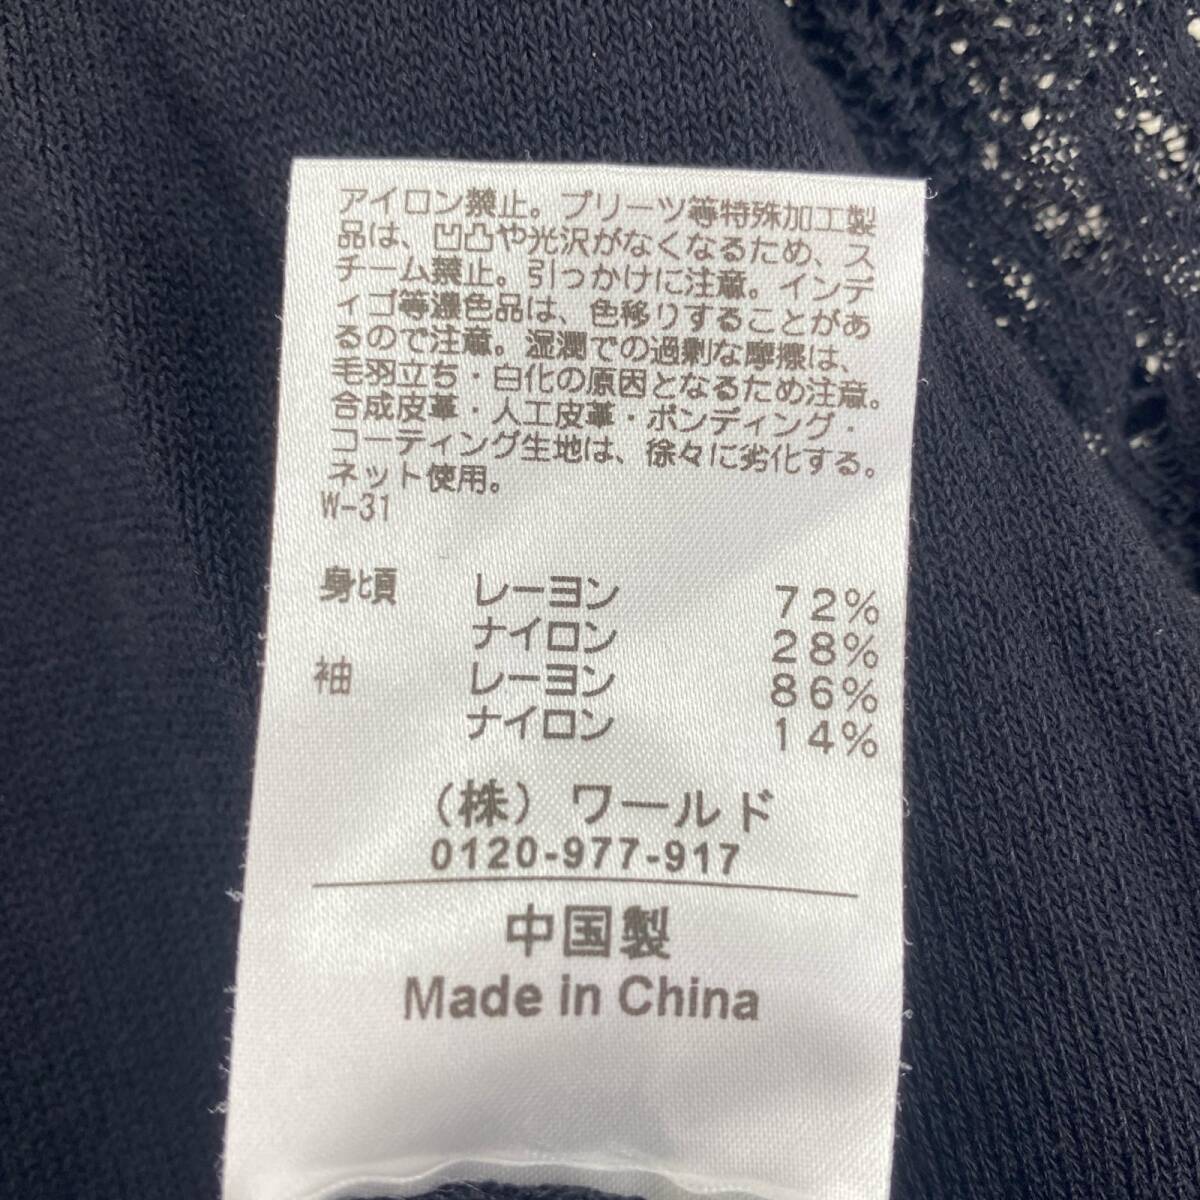 アイロン禁止。プリーツ等特殊加工製
品は、凹凸や光沢がなくなるため、ス
チーム禁止。引っかけに注意。インデ
ィゴ等濃色品は、色移りすることがあ
るので注意。湿潤での過剰な摩擦は、
毛羽立ち・白化の原因となるため注意。
合成皮革・人工皮革・ボンディング・
コーティング生地は、徐々に劣化する。
ネット使用。
W-31
身頃 レーヨン 72%
ナイロン 28%
袖 レーヨン 86%
ナイロン 14%
（株）ワールド
0120-977-917
中国製
Made in China